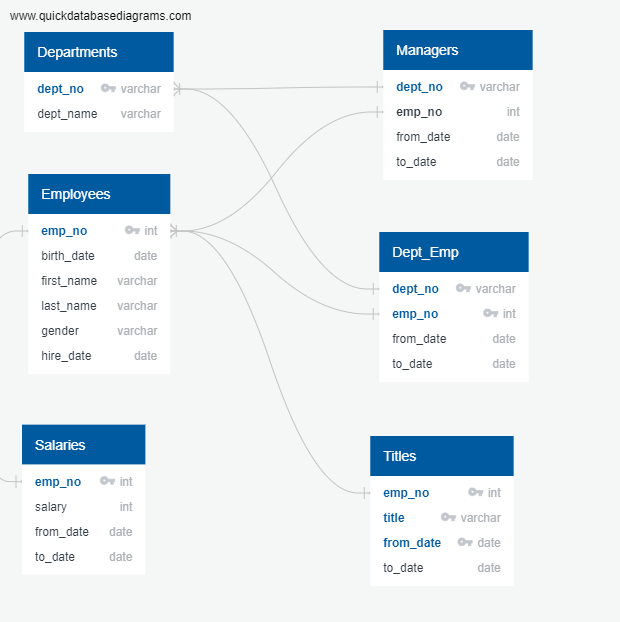 www.quickdatabasediagrams.com
Departments
dept_no varchar
dept_name varchar
Managers
dept_no varchar
emp_no int
from_date date
to_date date
Employees
emp_no int
birth_date date
first_name varchar
last_name varchar
gender varchar
hire_date date
Dept_Emp
dept_no varchar
emp_no int
from_date date
to_date date
Salaries
emp_no int
salary int
from_date date
to_date date
Titles
emp_no int
title varchar
from_date date
to_date date